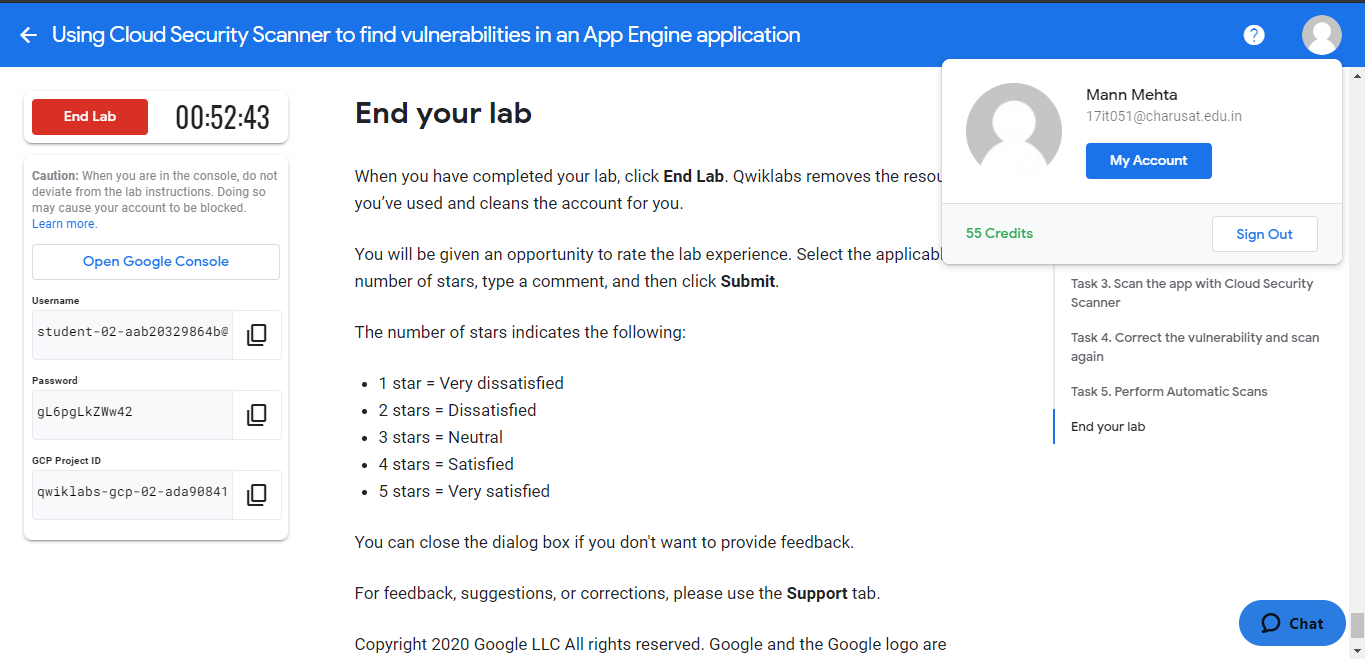 Using Cloud Security Scanner to find vulnerabilities in an App Engine application
?
End Lab
00:52:43
Caution: When you are in the console, do not
deviate from the lab instructions. Doing so
may cause your account to be blocked.
Learn more.
Open Google Console
Username
student-02-aab20329864b@
Password
gL6pgLkZWw42
GCP Project ID
qwiklabs-gcp-02-ada90841
End your lab
When you have completed your lab, click End Lab. Qwiklabs removes the
you've used and cleans the account for you.
You will be given an opportunity to rate the lab experience. Select the
number of stars, type a comment, and then click Submit.
The number of stars indicates the following:
• 1 star = Very dissatisfied
• 2 stars = Dissatisfied
• 3 stars = Neutral
• 4 stars = Satisfied
• 5 stars = Very satisfied
You can close the dialog box if you don't want to provide feedback.
For feedback, suggestions, or corrections, please use the Support tab.
Copyright 2020 Google LLC All rights reserved. Google and the Google logo are
Mann Mehta
17it051@charusat.edu.in
My Account
55 Credits
Sign Out
Task 3. Scan the app with Cloud Security
Scanner
Task 4. Correct the vulnerability and scan
again
Task 5. Perform Automatic Scans
End your lab
Chat